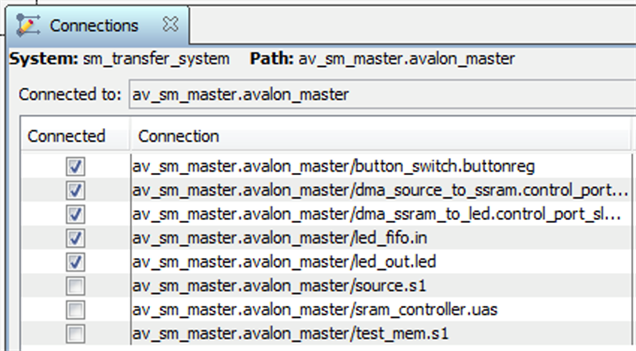 Connections
System: sm_transfer_system Path: av_sm_master.avalon_master
Connected to: av_sm_master.avalon_master
Connected Connection
av_sm_master.avalon_master/button_switch.buttonreg
av_sm_master.avalon_master/dma_source_to_ssram.control_port...
av_sm_master.avalon_master/dma_ssram_to_led.control_port_sl...
av_sm_master.avalon_master/led_fifo.in
av_sm_master.avalon_master/led_out.led
av_sm_master.avalon_master/source.s1
av_sm_master.avalon_master/sram_controller.uas
av_sm_master.avalon_master/test_mem.s1